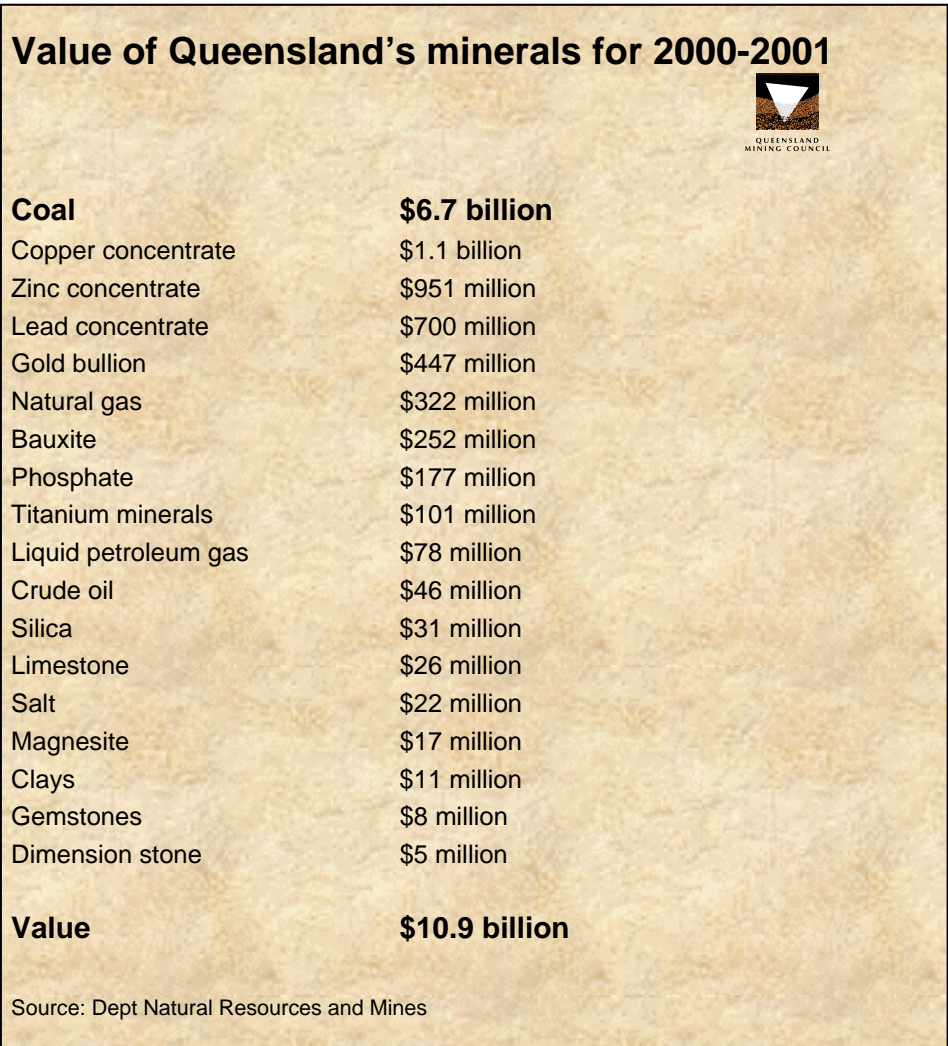 Value of Queensland's minerals for 2000-2001
QUEENSLAND
MINING COUNCIL
Coal $6.7 billion
Copper concentrate $1.1 billion
Zinc concentrate $951 million
Lead concentrate $700 million
Gold bullion $447 million
Natural gas $322 million
Bauxite $252 million
Phosphate $177 million
Titanium minerals $101 million
Liquid petroleum gas $78 million
Crude oil $46 million
Silica $31 million
Limestone $26 million
Salt $22 million
Magnesite $17 million
Clays $11 million
Gemstones $8 million
Dimension stone $5 million
Value $10.9 billion
Source: Dept Natural Resources and Mines